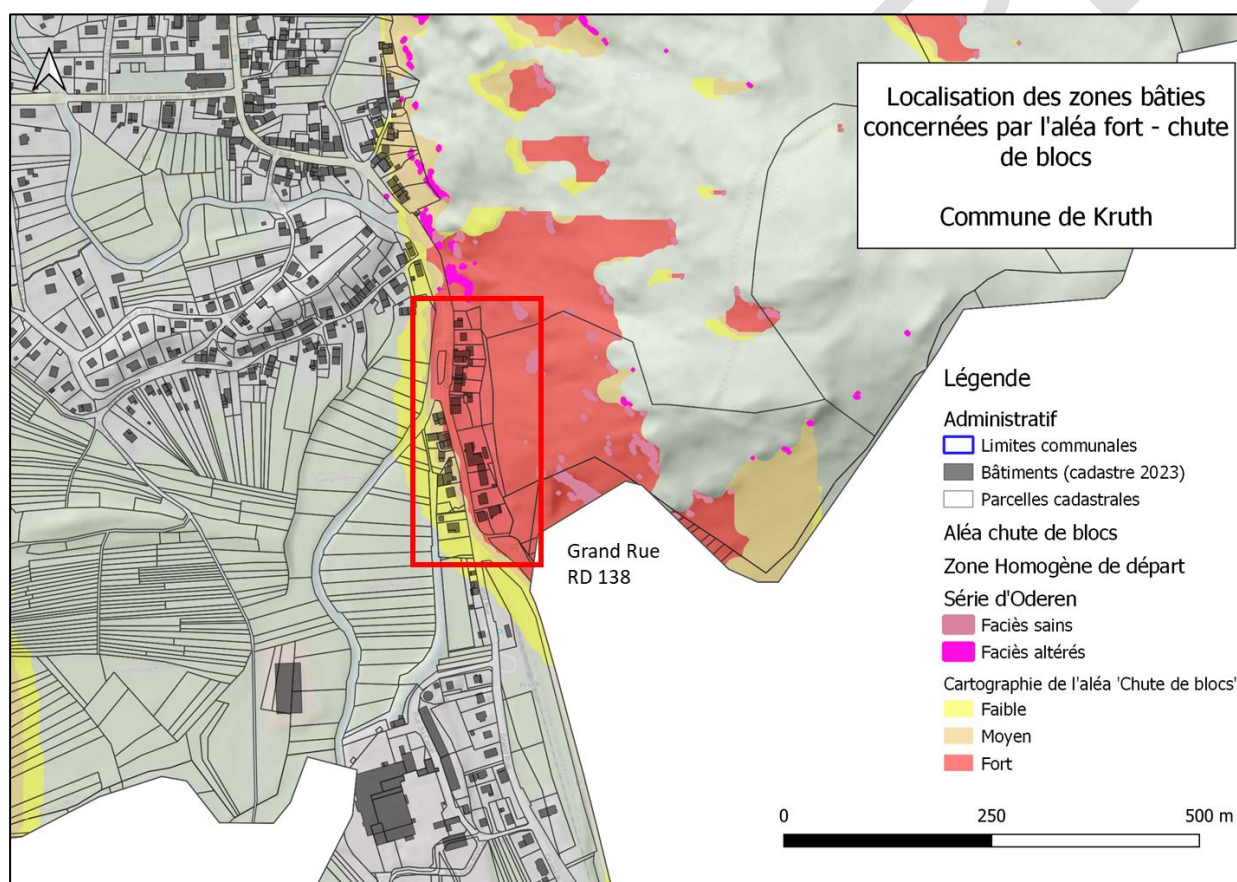 Localisation des zones bâties
concernées par l'aléa fort - chute
de blocs
Commune de Kruth
Grand Rue
RD 138
Légende
Administratif
Limites communales
Bâtiments (cadastre 2023)
Parcelles cadastrales
Aléa chute de blocs
Zone Homogène de départ
Série d'Oderen
Faciès sains
Faciès altérés
Cartographie de l'aléa 'Chute de blocs'
Faible
Moyen
Fort
0 250 500 m